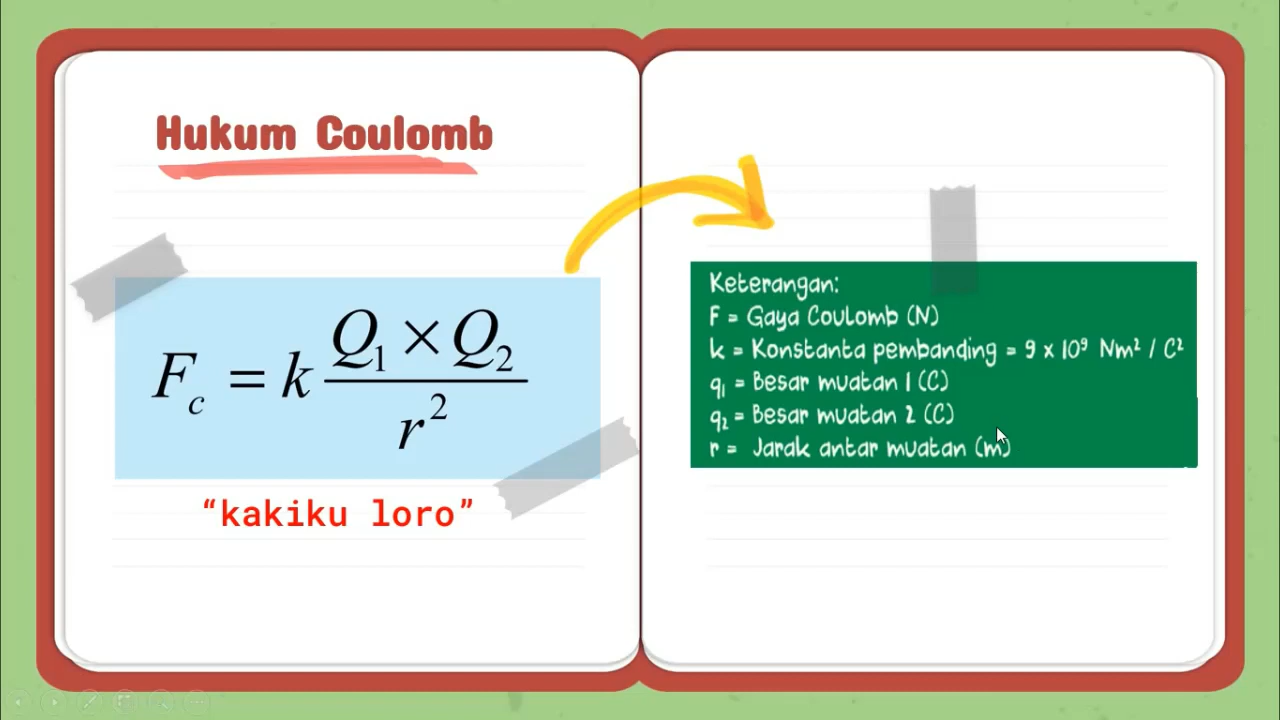 Hukum Coulomb
F_c = k \frac{Q_1 × Q_2}{r^2}
“kakiku loro”
Keterangan:
F = Gaya Coulomb (N)
k = Konstanta pembanding = 9 x 10⁹ Nm² / C²
q₁ = Besar muatan 1 (C)
q₂ = Besar muatan 2 (C)
r = Jarak antar muatan (m)